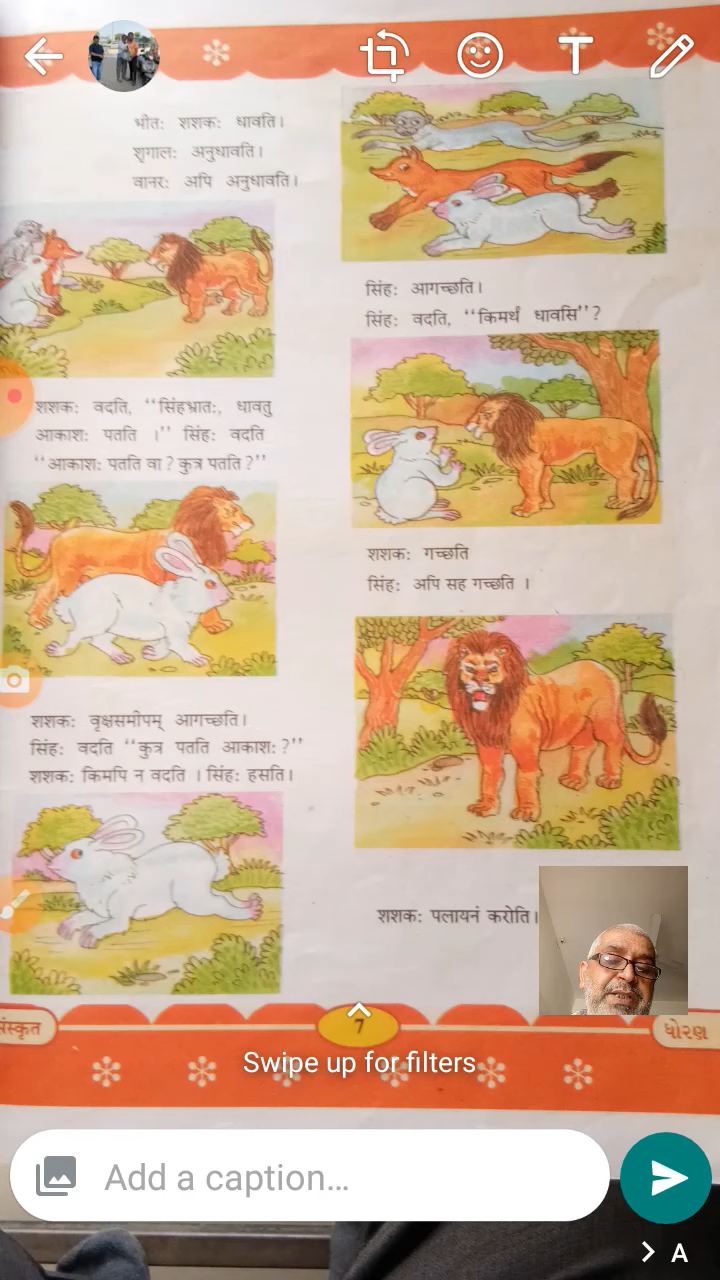 T
भीतः शशकः धावति।
शृगालः अनुधावति।
वानरः अपि अनुधावति।
सिंहः आगच्छति।
सिंहः वदति, “किमर्थं धावसि”?
शशकः वदति, “सिंहभ्रातः, धावतु
आकाशः पतति ।” सिंहः वदति
“आकाशः पतति वा? कुत्र पतति?”
शशकः गच्छति
सिंहः अपि सह गच्छति ।
शशकः वृक्षसमीपम् आगच्छति।
सिंहः वदति “कुत्र पतति आकाशः?”
शशकः किमपि न वदति । सिंहः हसति।
शशकः पलायनं करोति।
7
ધોરણ
Swipe up for filters
Add a caption...
A